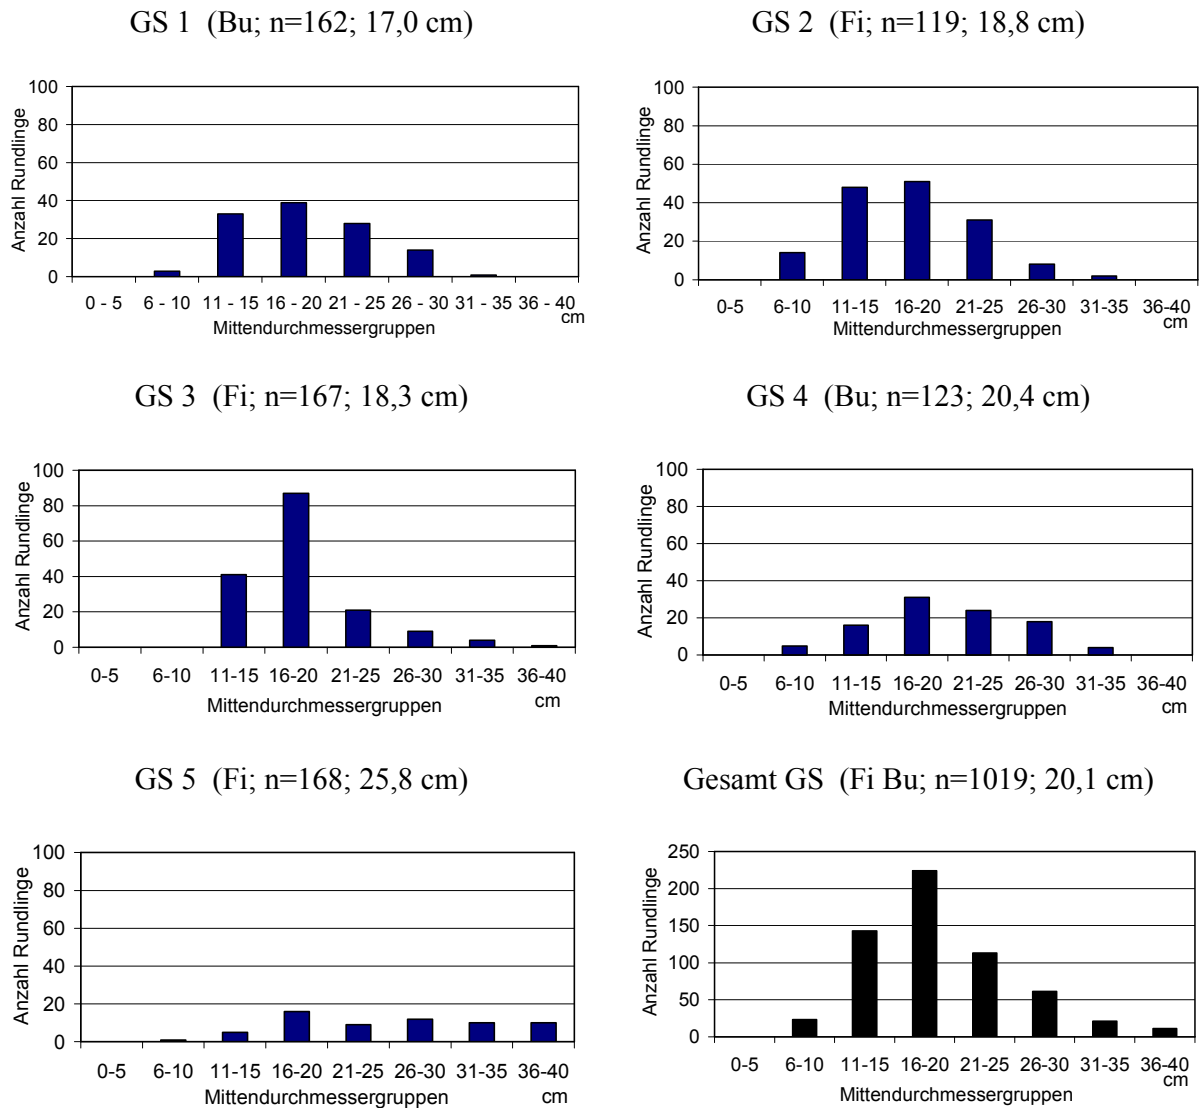 GS 1 (Bu; n=162; 17,0 cm)
100
80
60
40
20
0
Anzahl Rundlinge
0 - 5 6 - 10 11 - 15 16 - 20 21 - 25 26 - 30 31 - 35 36 - 40
cm
Mittendurchmessergruppen
GS 2 (Fi; n=119; 18,8 cm)
100
80
60
40
20
0
Anzahl Rundlinge
0-5 6-10 11-15 16-20 21-25 26-30 31-35 36-40
cm
Mittendurchmessergruppen
GS 3 (Fi; n=167; 18,3 cm)
100
80
60
40
20
0
Anzahl Rundlinge
0-5 6-10 11-15 16-20 21-25 26-30 31-35 36-40
cm
Mittendurchmessergruppen
GS 4 (Bu; n=123; 20,4 cm)
100
80
60
40
20
0
Anzahl Rundlinge
0-5 6-10 11-15 16-20 21-25 26-30 31-35 36-40
cm
Mittendurchmessergruppen
GS 5 (Fi; n=168; 25,8 cm)
100
80
60
40
20
0
Anzahl Rundlinge
0-5 6-10 11-15 16-20 21-25 26-30 31-35 36-40
cm
Mittendurchmessergruppen
Gesamt GS (Fi Bu; n=1019; 20,1 cm)
250
200
150
100
50
0
Anzahl Rundlinge
0-5 6-10 11-15 16-20 21-25 26-30 31-35 36-40
cm
Mittendurchmessergruppen